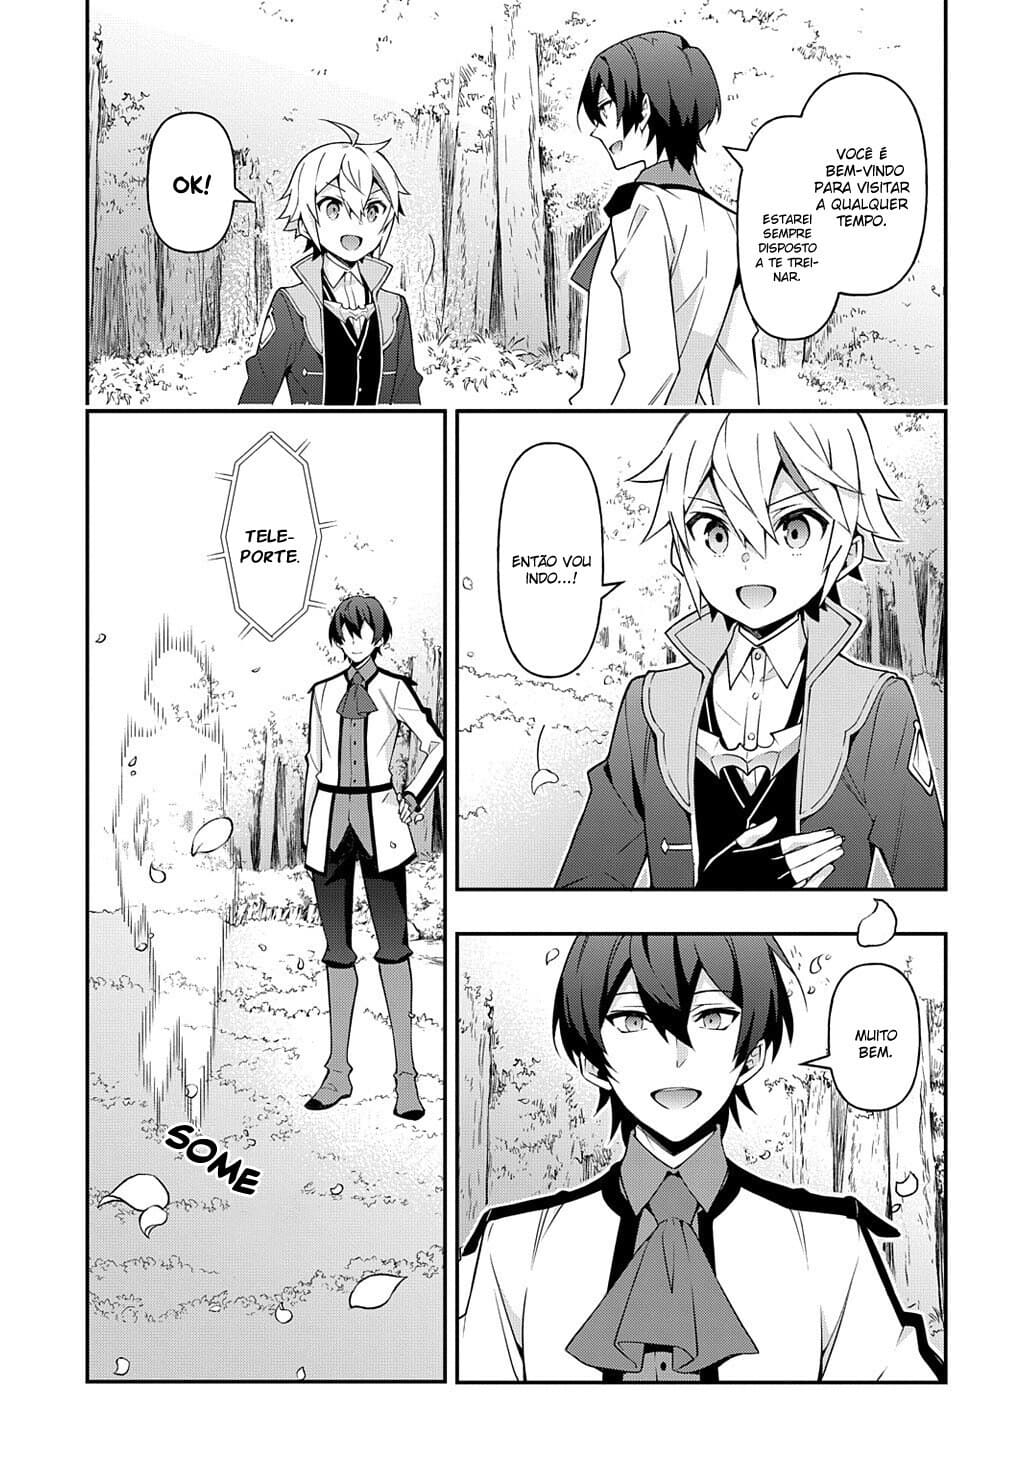 VOCÊ É
BEM-VINDO
PARA VISITAR
A QUALQUER
TEMPO.
ESTAREI
SEMPRE
DISPOSTO
A TE TREI-
NAR.
OK!
ENTÃO VOU
INDO...!
MUITO
BEM.
TELE-
PORTE.
SOME